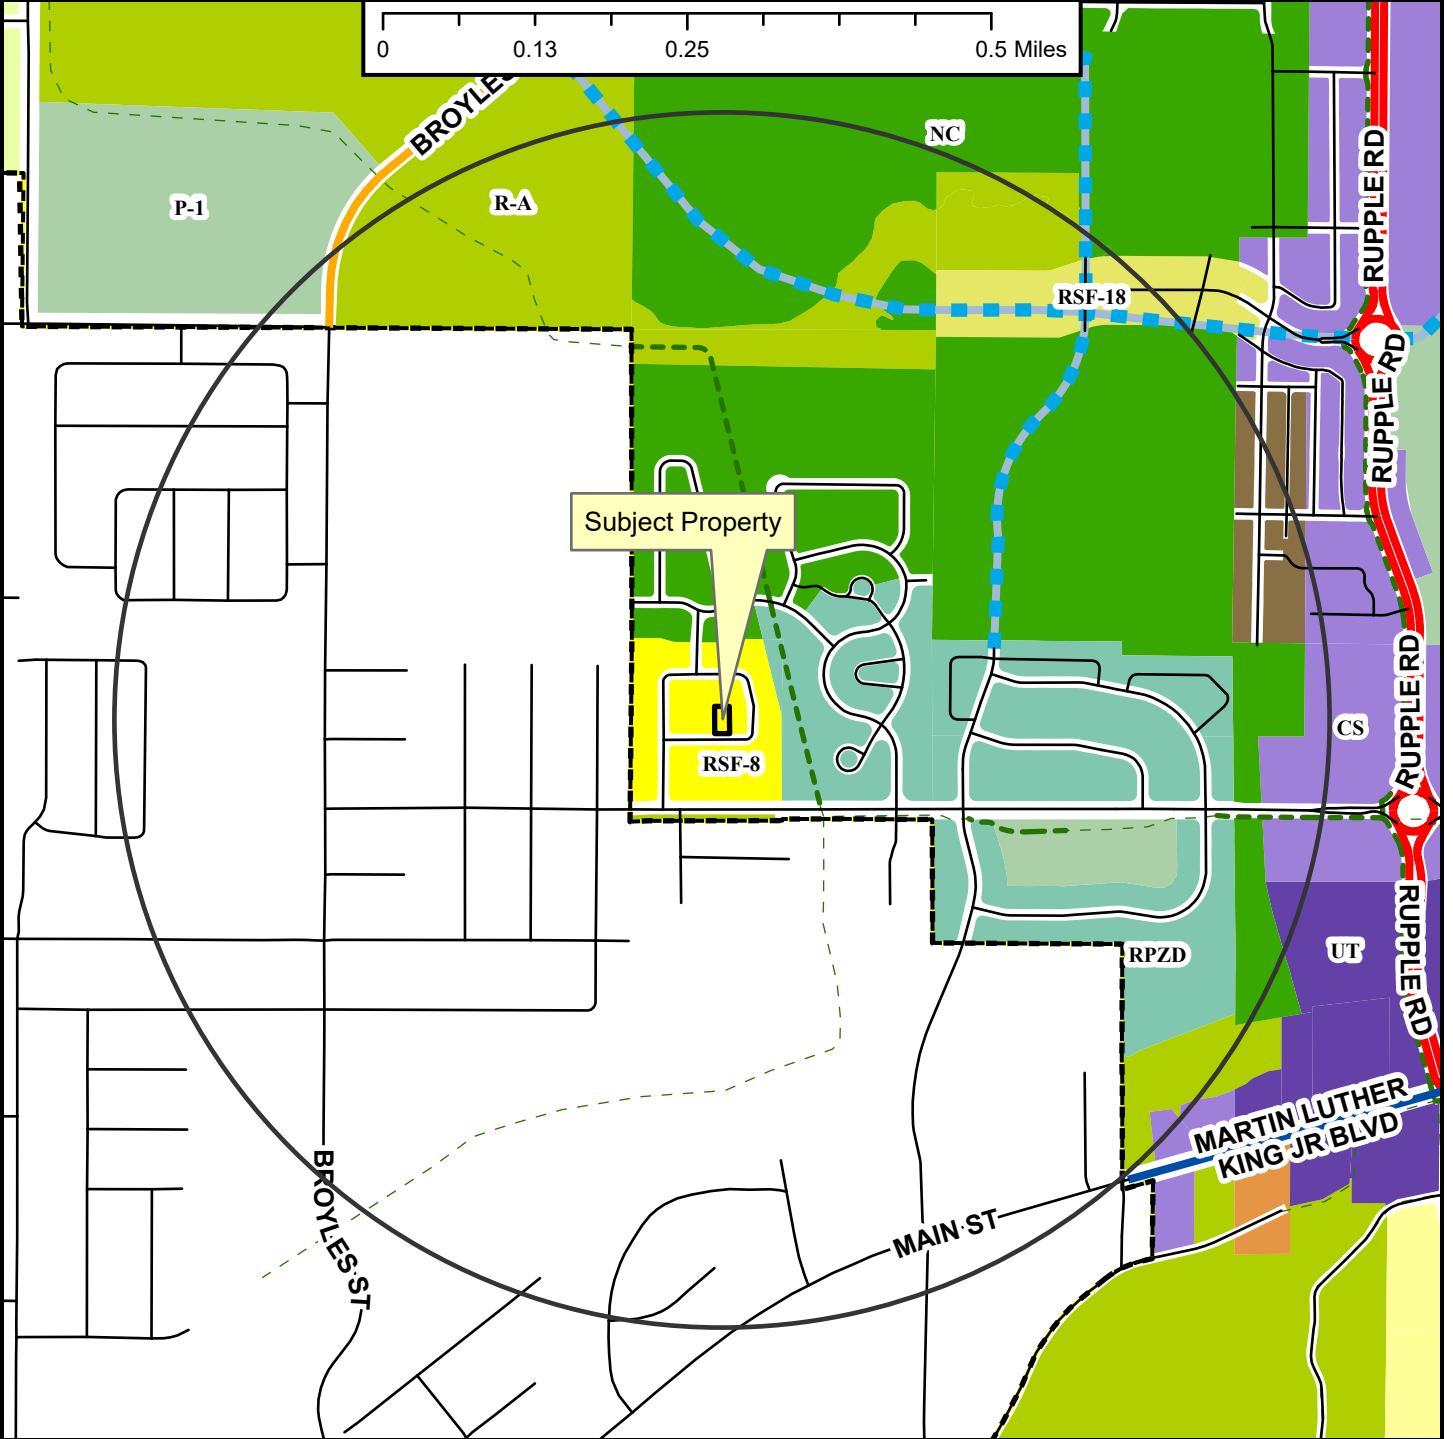 0 0.13 0.25 0.5 Miles
BROYLES
NC
P-1
R-A
RUPPLE RD
RSF-18
RUPPLE RD
Subject Property
RUPPLE RD
CS
RSF-8
RUPPLE RD
RPZD
UT
MARTIN LUTHER
KING JR BLVD
BROYLES ST
MAIN ST